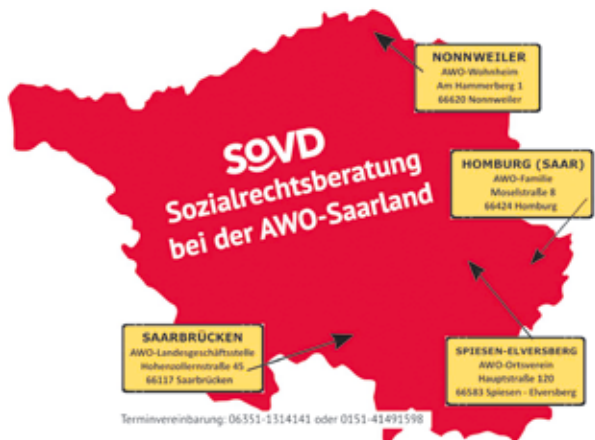 NONNWEILER
AWO-Wohnheim
Am Hammerberg 1
66620 Nonnweiler
SoVD
Sozialrechtsberatung
bei der AWO-Saarland
HOMBURG (SAAR)
AWO-Familie
Moselstraße 8
66424 Homburg
SAARBRÜCKEN
AWO-Landesgeschäftsstelle
Hohenzollernstraße 45
66117 Saarbrücken
SPIESEN-ELVERSBERG
AWO-Ortsverein
Hauptstraße 120
66583 Spiesen - Elversberg
Terminvereinbarung: 06351-1314141 oder 0151-41491598